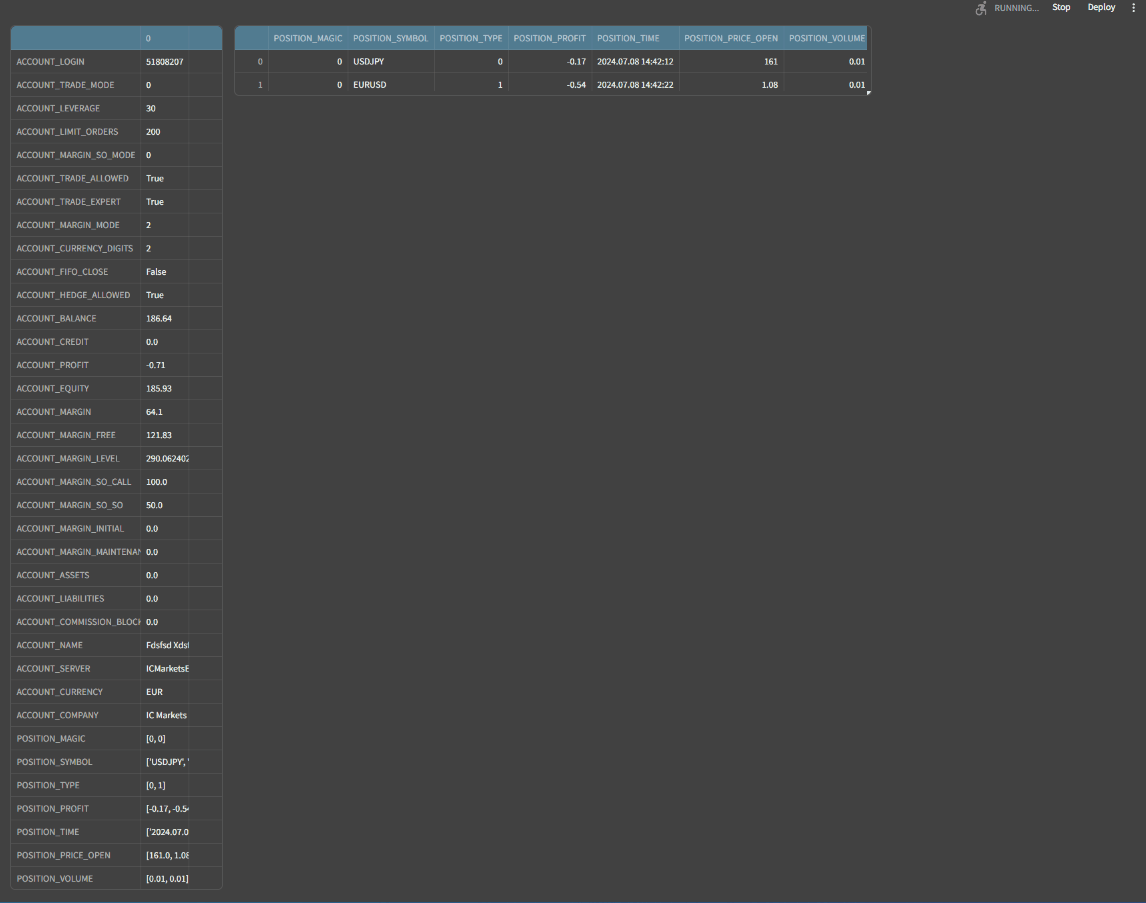 RUNNING... Stop Deploy
0
ACCOUNT_LOGIN 51808207
ACCOUNT_TRADE_MODE 0
ACCOUNT_LEVERAGE 30
ACCOUNT_LIMIT_ORDERS 200
ACCOUNT_MARGIN_SO_MODE 0
ACCOUNT_TRADE_ALLOWED True
ACCOUNT_TRADE_EXPERT True
ACCOUNT_MARGIN_MODE 2
ACCOUNT_CURRENCY_DIGITS 2
ACCOUNT_FIFO_CLOSE False
ACCOUNT_HEDGE_ALLOWED True
ACCOUNT_BALANCE 186.64
ACCOUNT_CREDIT 0.0
ACCOUNT_PROFIT -0.71
ACCOUNT_EQUITY 185.93
ACCOUNT_MARGIN 64.1
ACCOUNT_MARGIN_FREE 121.83
ACCOUNT_MARGIN_LEVEL 290.062402
ACCOUNT_MARGIN_SO_CALL 100.0
ACCOUNT_MARGIN_SO_SO 50.0
ACCOUNT_MARGIN_INITIAL 0.0
ACCOUNT_MARGIN_MAINTENAN 0.0
ACCOUNT_ASSETS 0.0
ACCOUNT_LIABILITIES 0.0
ACCOUNT_COMMISSION_BLOCK 0.0
ACCOUNT_NAME Fdsfsd Xdsf
ACCOUNT_SERVER ICMarketsE
ACCOUNT_CURRENCY EUR
ACCOUNT_COMPANY IC Markets
POSITION_MAGIC [0, 0]
POSITION_SYMBOL ['USDJPY', '
POSITION_TYPE [0, 1]
POSITION_PROFIT [-0.17, -0.54
POSITION_TIME ['2024.07.0
POSITION_PRICE_OPEN [161.0, 1.08
POSITION_VOLUME [0.01, 0.01]
POSITION_MAGIC POSITION_SYMBOL POSITION_TYPE POSITION_PROFIT POSITION_TIME POSITION_PRICE_OPEN POSITION_VOLUME
0 0 USDJPY 0 -0.17 2024.07.08 14:42:12 161 0.01
1 0 EURUSD 1 -0.54 2024.07.08 14:42:22 1.08 0.01